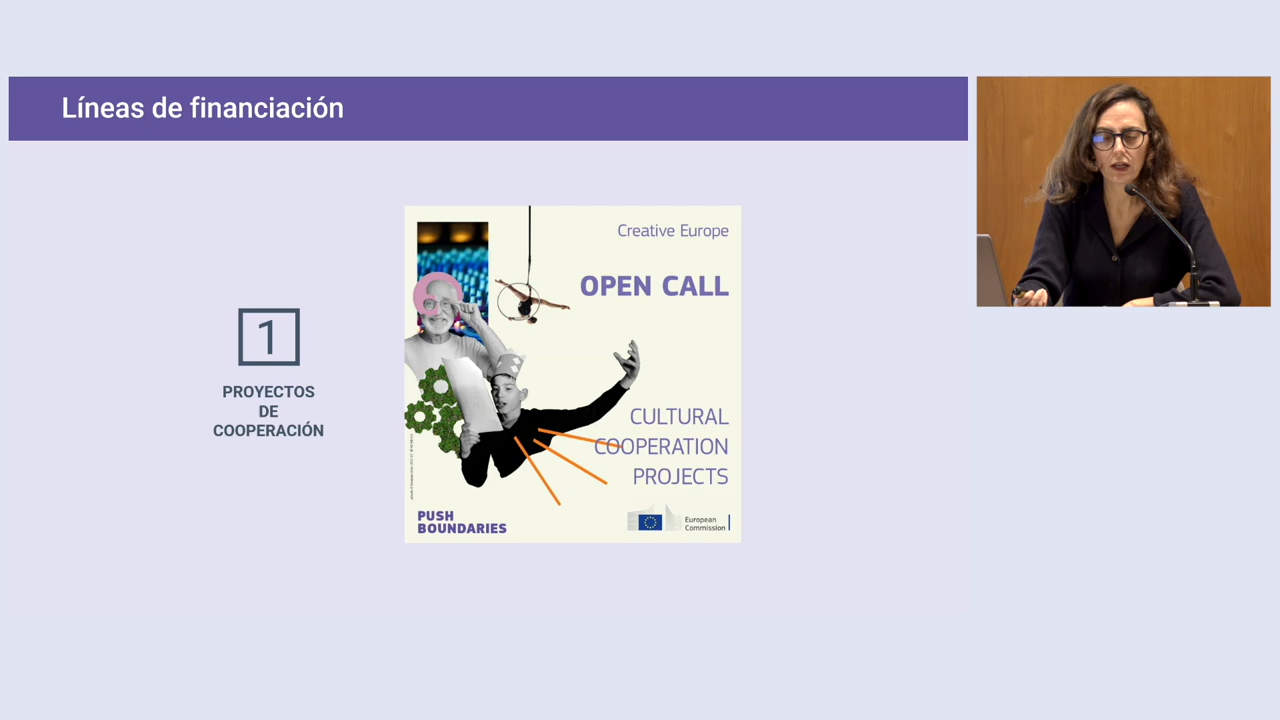 Líneas de financiación
1
PROYECTOS
DE
COOPERACIÓN
Creative Europe
OPEN CALL
CULTURAL
COOPERATION
PROJECTS
PUSH
BOUNDARIES
European
Commission